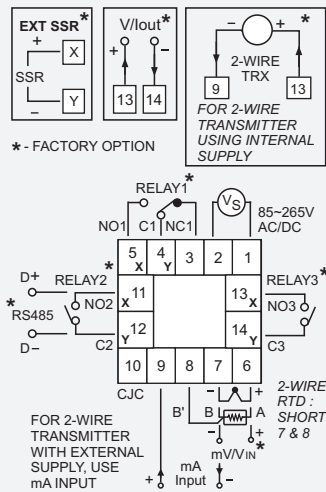 EXT SSR *
+ X
SSR
Y
−
V/Iout *
+ −
13 14
− + *
2-WIRE
TRX
9 13
FOR 2-WIRE
TRANSMITTER
USING INTERNAL
SUPPLY
* - FACTORY OPTION
RELAY1 *
NO1 C1 NC1
VS
85~265V
AC/DC
5 4 3 2 1
X Y
D+
RELAY2 *
* RS485
NO2
11
X
13
X
RELAY3 *
NO3
D−
C2
12
Y
14
Y
C3
10 9 8 7 6
CJC
− +
B' B A
− + *
mV/VIN
2-WIRE
RTD :
SHORT
7 & 8
FOR 2-WIRE
TRANSMITTER
WITH EXTERNAL
SUPPLY, USE
mA INPUT
+ mA −
Input